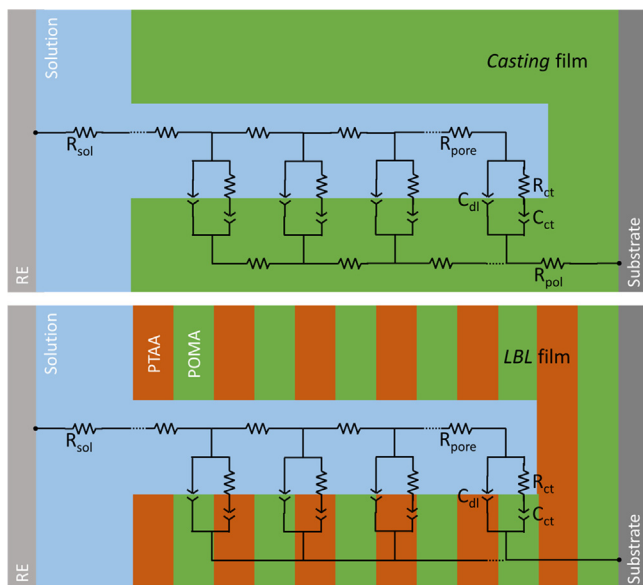 Solution
Casting film
R_sol
R_pore
R_ct
C_dl
C_ct
R_pol
RE
Substrate
Solution
PTAA
POMA
LBL film
R_sol
R_pore
R_ct
C_dl
C_ct
RE
Substrate